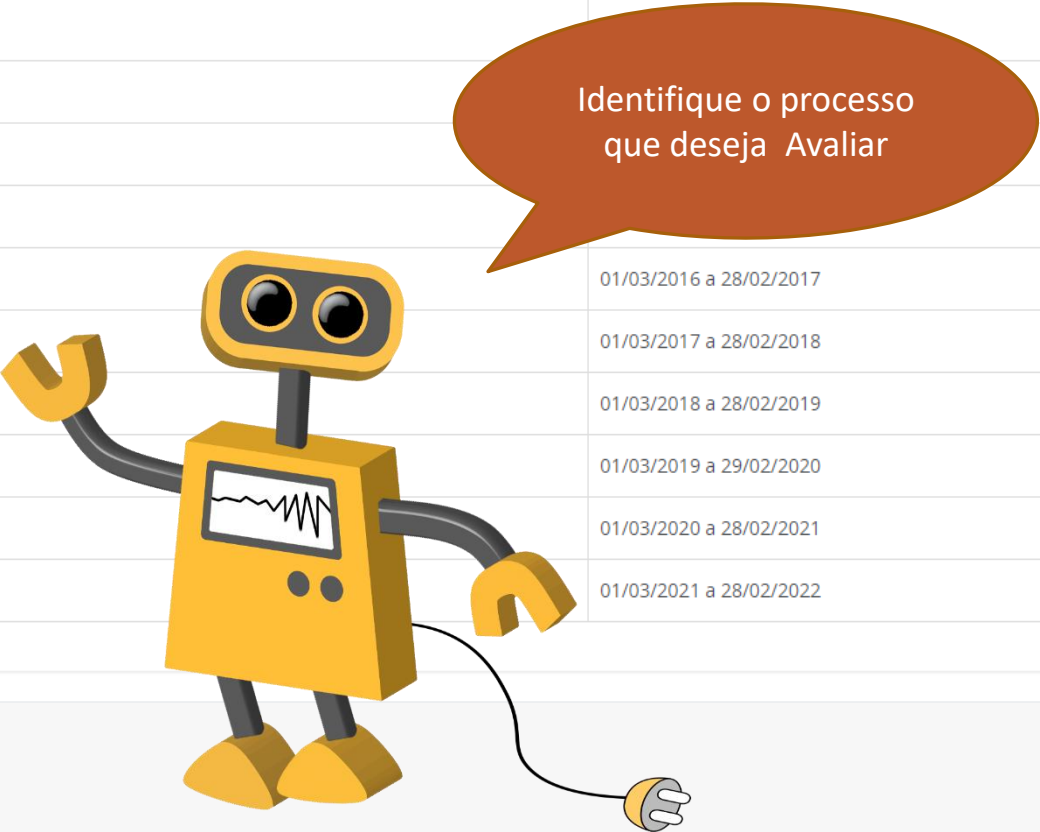 Identifique o processo
que deseja  Avaliar
01/03/2016 a 28/02/2017
01/03/2017 a 28/02/2018
01/03/2018 a 28/02/2019
01/03/2019 a 29/02/2020
01/03/2020 a 28/02/2021
01/03/2021 a 28/02/2022